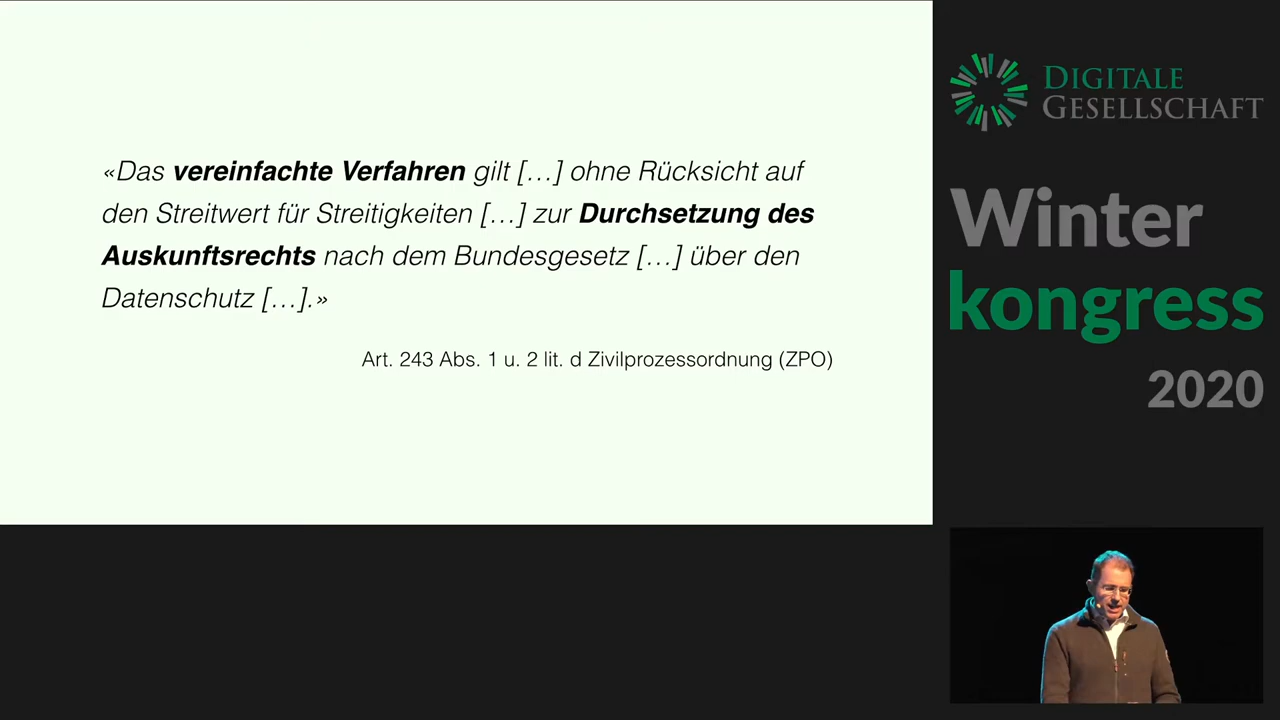 «Das vereinfachte Verfahren gilt […] ohne Rücksicht auf
den Streitwert für Streitigkeiten […] zur Durchsetzung des
Auskunftsrechts nach dem Bundesgesetz […] über den
Datenschutz […].»
Art. 243 Abs. 1 u. 2 lit. d Zivilprozessordnung (ZPO)
DIGITALE
GESELLSCHAFT
Winter
kongress
2020